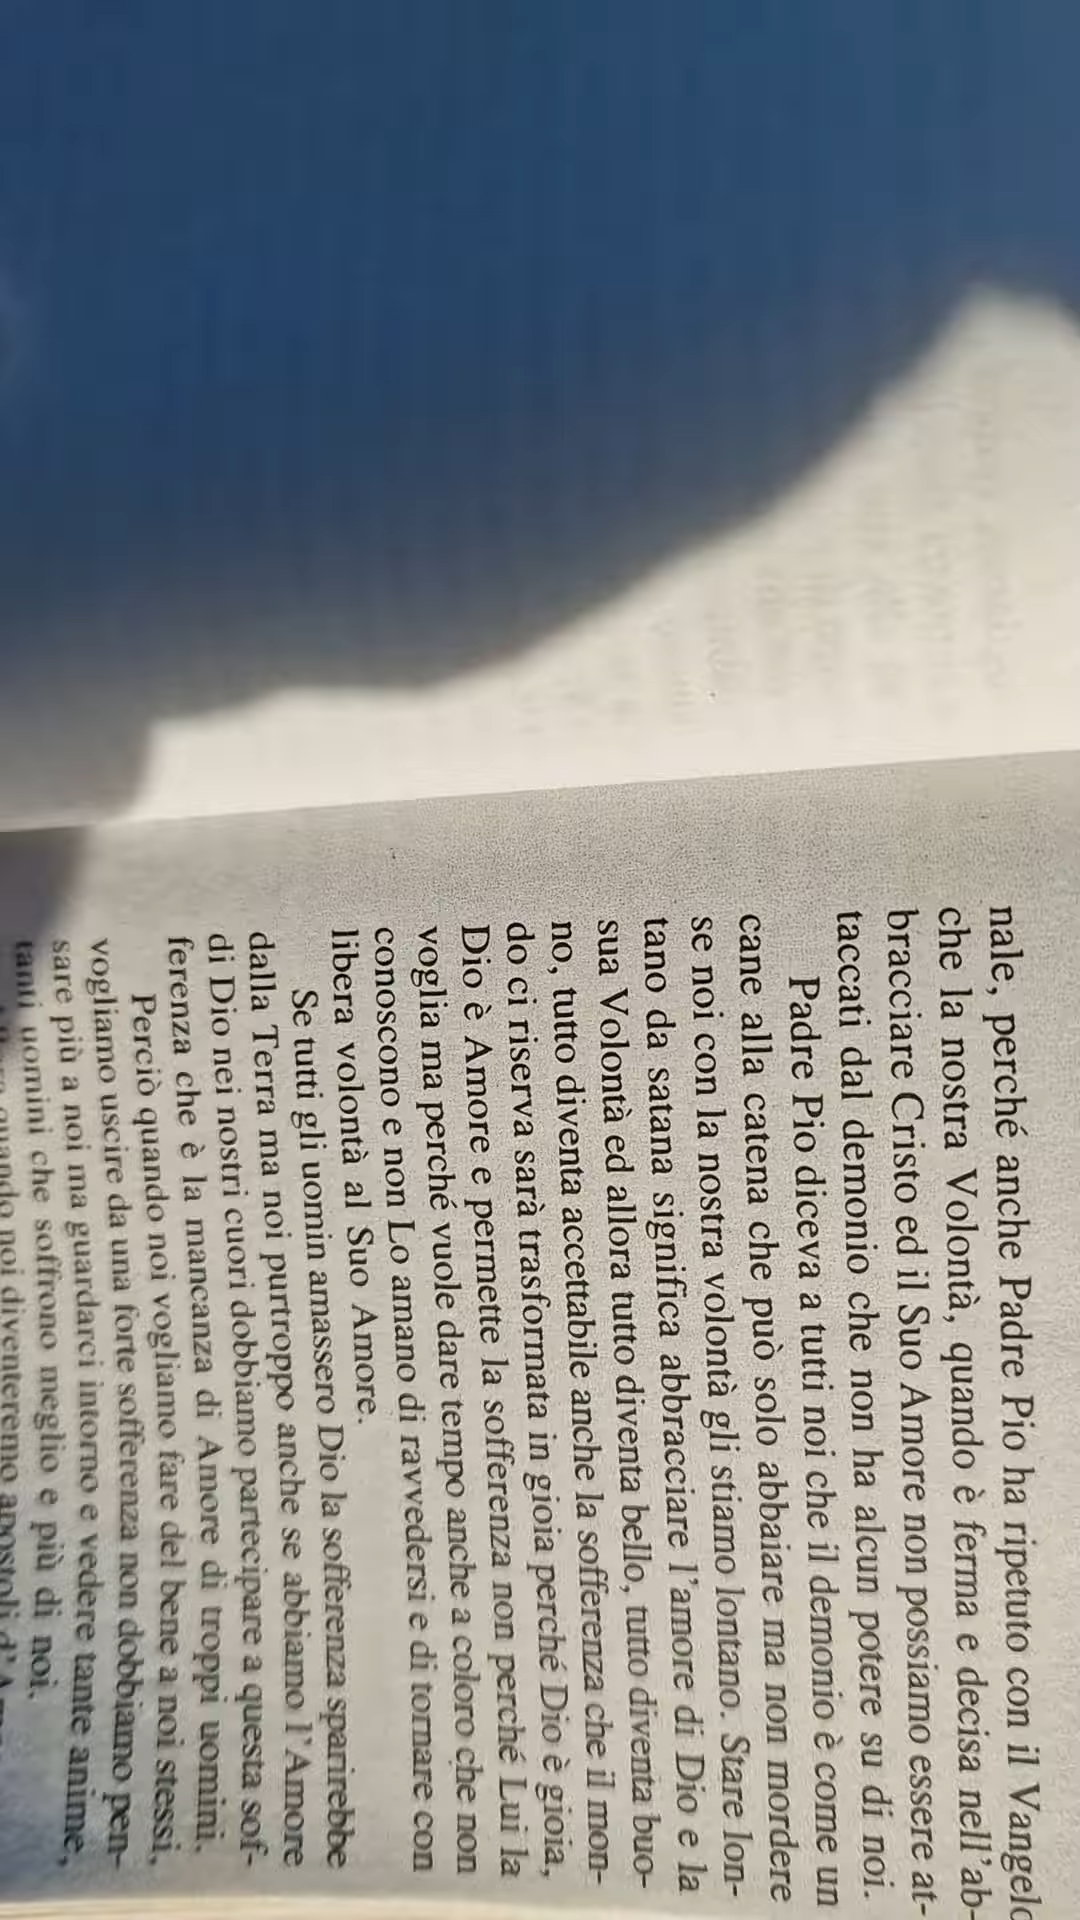 nale, perché anche Padre Pio ha ripetuto con il Vangelo
che la nostra Volontà, quando è ferma e decisa nell'ab-
bracciare Cristo ed il Suo Amore non possiamo essere at-
taccati dal demonio che non ha alcun potere su di noi.
Padre Pio diceva a tutti noi che il demonio è come un
cane alla catena che può solo abbaiare ma non mordere
se noi con la nostra volontà gli stiamo lontano. Stare lon-
tano da satana significa abbracciare l'amore di Dio e la
sua Volontà ed allora tutto diventa bello, tutto diventa buo-
no, tutto diventa accettabile anche la sofferenza che il mon-
do ci riserva sarà trasformata in gioia perché Dio è gioia,
Dio è Amore e permette la sofferenza non perché Lui la
voglia ma perché vuole dare tempo anche a coloro che non
conoscono e non Lo amano di ravvedersi e di tornare con
libera volontà al Suo Amore.
Se tutti gli uomin amassero Dio la sofferenza sparirebbe
dalla Terra ma noi purtroppo anche se abbiamo l'Amore
di Dio nei nostri cuori dobbiamo partecipare a questa sof-
ferenza che è la mancanza di Amore di troppi uomini.
Perciò quando noi vogliamo fare del bene a noi stessi,
vogliamo uscire da una forte sofferenza non dobbiamo pen-
sare più a noi ma guardarci intorno e vedere tante anime,
tanti uomini che soffrono meglio e più di noi.
quando noi diventeremo apostoli